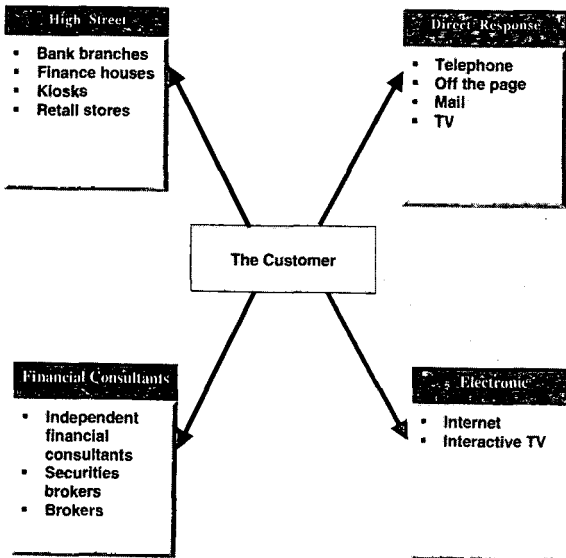 High Street
▪ Bank branches
▪ Finance houses
▪ Kiosks
▪ Retail stores
Direct Response
▪ Telephone
▪ Off the page
▪ Mail
▪ TV
The Customer
Financial Consultants
▪ Independent
financial
consultants
▪ Securities
brokers
▪ Brokers
Electronic
▪ Internet
▪ Interactive TV